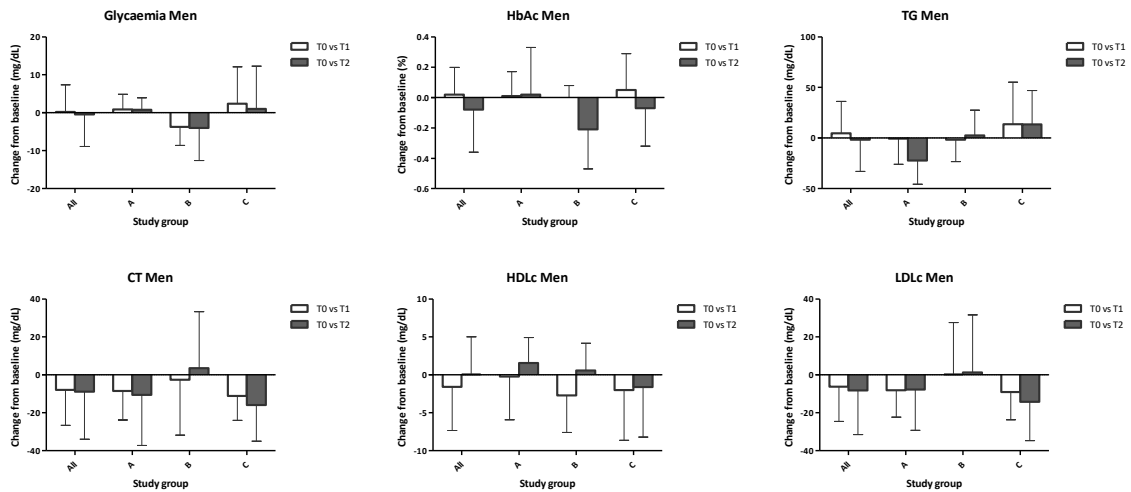 Glycaemia Men
Change from baseline (mg/dL)
20
10
0
-10
-20
All
A
B
C
Study group
T0 vs T1
T0 vs T2
HbAc Men
Change from baseline (%)
0.4
0.2
0.0
-0.2
-0.4
-0.6
All
A
B
C
Study group
T0 vs T1
T0 vs T2
TG Men
Change from baseline (mg/dL)
100
50
0
-50
All
A
B
C
Study group
T0 vs T1
T0 vs T2
CT Men
Change from baseline (mg/dL)
40
20
0
-20
-40
All
A
B
C
Study group
T0 vs T1
T0 vs T2
HDLc Men
Change from baseline (mg/dL)
10
5
0
-5
-10
All
A
B
C
Study group
T0 vs T1
T0 vs T2
LDLc Men
Change from baseline (mg/dL)
40
20
0
-20
-40
All
A
B
C
Study group
T0 vs T1
T0 vs T2